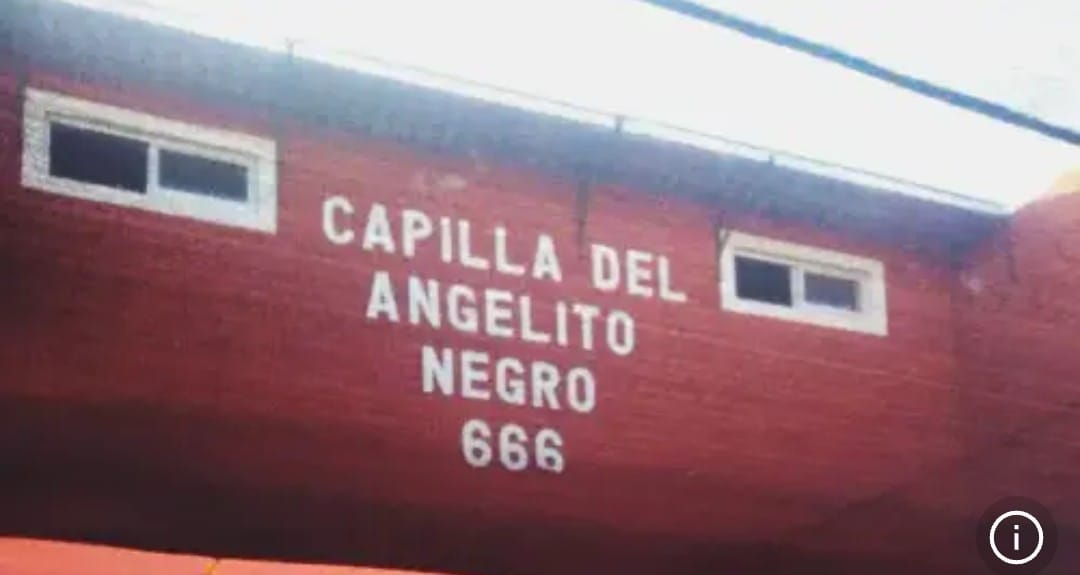 CAPILLA DEL
ANGELITO
NEGRO
666